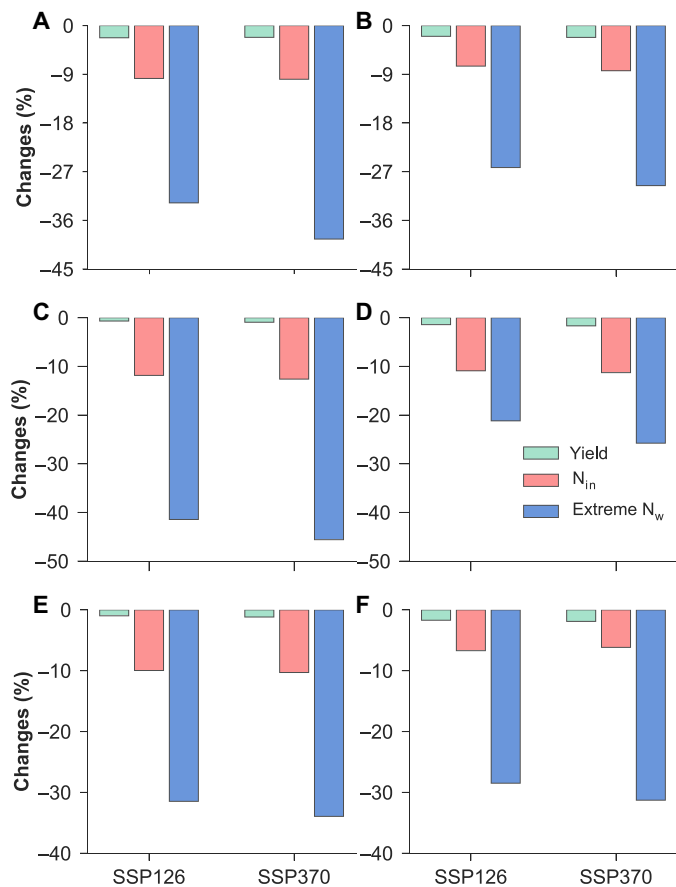 A
B
Changes (%)
0
–9
–18
–27
–36
–45
0
–9
–18
–27
–36
–45
C
D
Changes (%)
0
–10
–20
–30
–40
–50
0
–10
–20
–30
–40
–50
Yield
N_in
Extreme N_w
E
F
Changes (%)
0
–10
–20
–30
–40
0
–10
–20
–30
–40
SSP126 SSP370 SSP126 SSP370